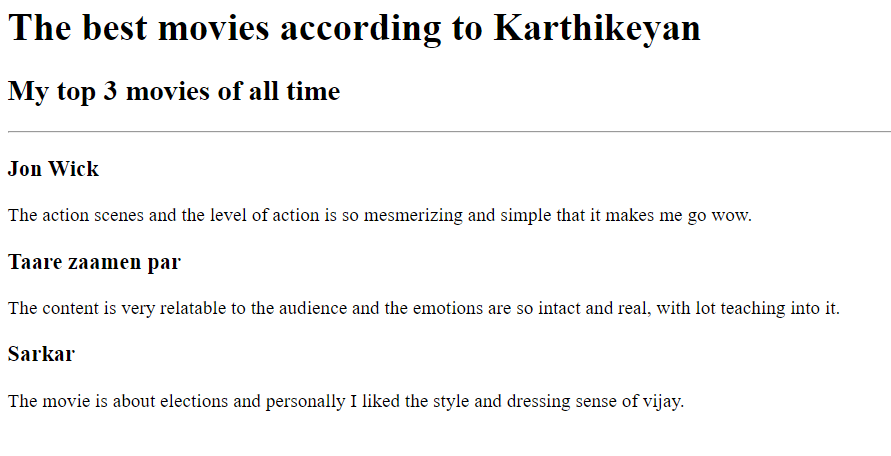 The best movies according to Karthikeyan
My top 3 movies of all time
Jon Wick
The action scenes and the level of action is so mesmerizing and simple that it makes me go wow.
Taare zaamen par
The content is very relatable to the audience and the emotions are so intact and real, with lot teaching into it.
Sarkar
The movie is about elections and personally I liked the style and dressing sense of vijay.